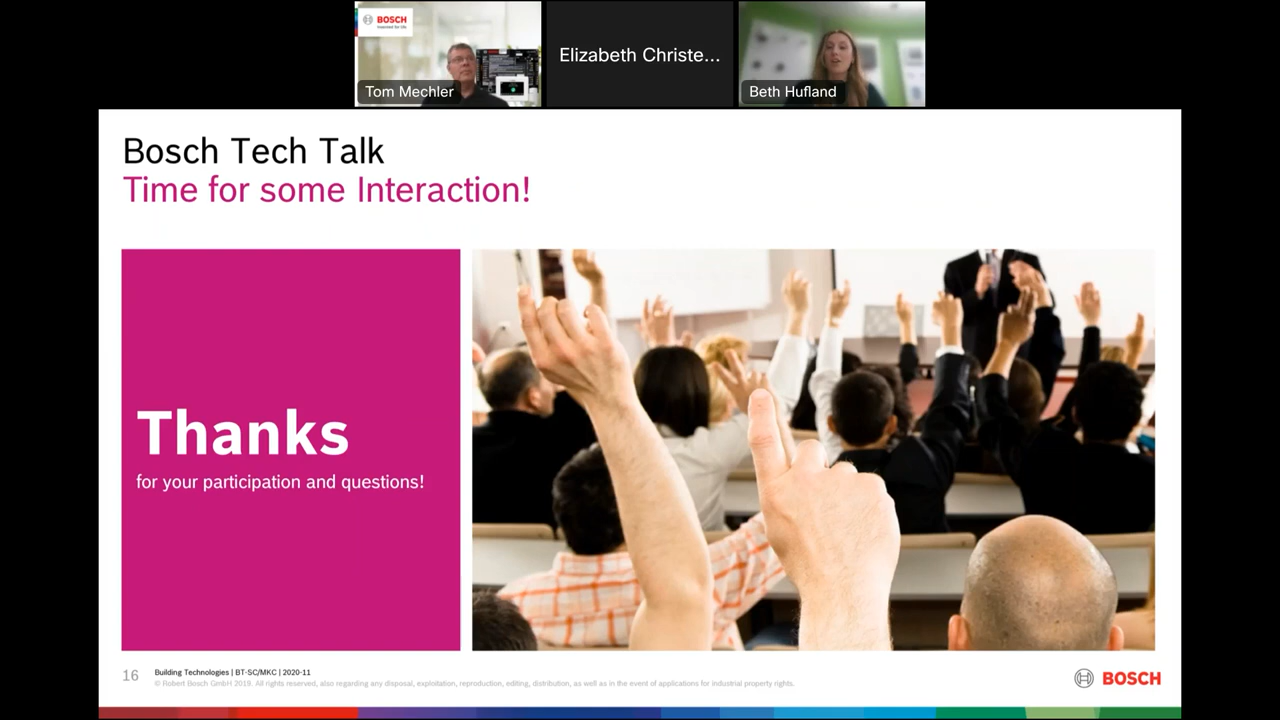 BOSCH
Invented for life
Tom Mechler
Elizabeth Christe...
Beth Hufland
Bosch Tech Talk
Time for some Interaction!
Thanks
for your participation and questions!
16
Building Technologies | BT-SC/MKC | 2020-11
© Robert Bosch GmbH 2019. All rights reserved, also regarding any disposal, exploitation, reproduction, editing, distribution, as well as in the event of applications for industrial property rights.
BOSCH